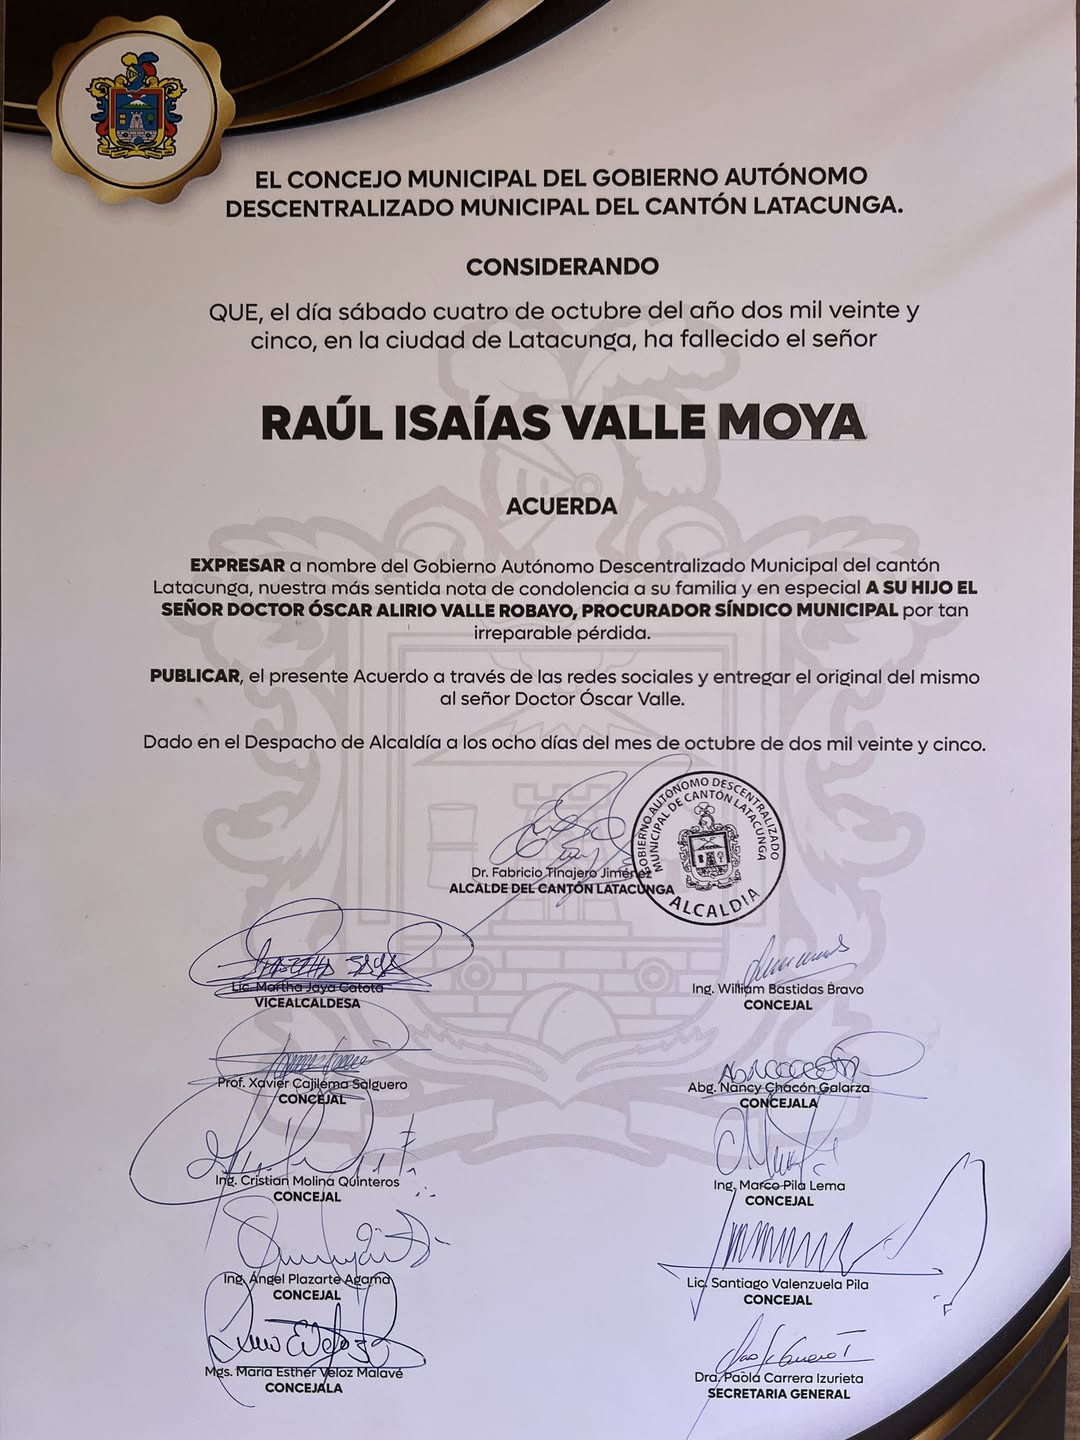 EL CONCEJO MUNICIPAL DEL GOBIERNO AUTÓNOMO
DESCENTRALIZADO MUNICIPAL DEL CANTÓN LATACUNGA.
CONSIDERANDO
QUE, el día sábado cuatro de octubre del año dos mil veinte y
cinco, en la ciudad de Latacunga, ha fallecido el señor
RAÚL ISAÍAS VALLE MOYA
ACUERDA
EXPRESAR a nombre del Gobierno Autónomo Descentralizado Municipal del cantón
Latacunga, nuestra más sentida nota de condolencia a su familia y en especial A SU HIJO EL
SEÑOR DOCTOR ÓSCAR ALIRIO VALLE ROBAYO, PROCURADOR SÍNDICO MUNICIPAL por tan
irreparable pérdida.
PUBLICAR, el presente Acuerdo a través de las redes sociales y entregar el original del mismo
al señor Doctor Óscar Valle.
Dado en el Despacho de Alcaldía a los ocho días del mes de octubre de dos mil veinte y cinco.
GOBIERNO AUTÓNOMO DESCENTRALIZADO
MUNICIPAL DE CANTÓN LATACUNGA
ALCALDIA
Dr. Fabricio Tinajero Jiménez
ALCALDE DEL CANTÓN LATACUNGA
Lic. Martha Jaya Catota
VICEALCALDESA
Ing. William Bastidas Bravo
CONCEJAL
Prof. Xavier Cajilema Salguero
CONCEJAL
Abg. Nancy Chacón Galarza
CONCEJALA
Ing. Cristian Molina Quinteros
CONCEJAL
Ing. Marco Pila Lema
CONCEJAL
Ing. Ángel Plazarte Agama
CONCEJAL
Lic. Santiago Valenzuela Pila
CONCEJAL
Mgs. María Esther Veloz Malavé
CONCEJALA
Dra. Paola Carrera Izurieta
SECRETARIA GENERAL